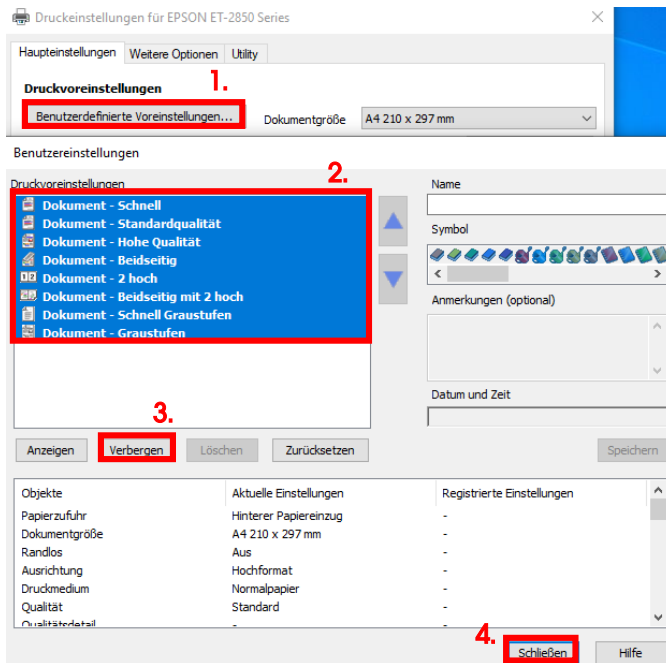 Druckeinstellungen für EPSON ET-2850 Series
Haupteinstellungen Weitere Optionen Utility
1.
Druckvoreinstellungen
Benutzerdefinierte Voreinstellungen... Dokumentgröße A4 210 x 297 mm
Benutzereinstellungen
2.
Druckvoreinstellungen
Dokument - Schnell
Dokument - Standardqualität
Dokument - Hohe Qualität
Dokument - Beidseitig
Dokument - 2 hoch
Dokument - Beidseitig mit 2 hoch
Dokument - Schnell Graustufen
Dokument - Graustufen
Name
Symbol
Anmerkungen (optional)
Datum und Zeit
3.
Anzeigen Verbergen Löschen Zurücksetzen Speichern
Objekte Aktuelle Einstellungen Registrierte Einstellungen
Papierzufuhr Hinterer Papiereinzug -
Dokumentgröße A4 210 x 297 mm -
Randlos Aus -
Ausrichtung Hochformat -
Druckmedium Normalpapier -
Qualität Standard -
Qualitätsdetail - -
4.
Schließen Hilfe